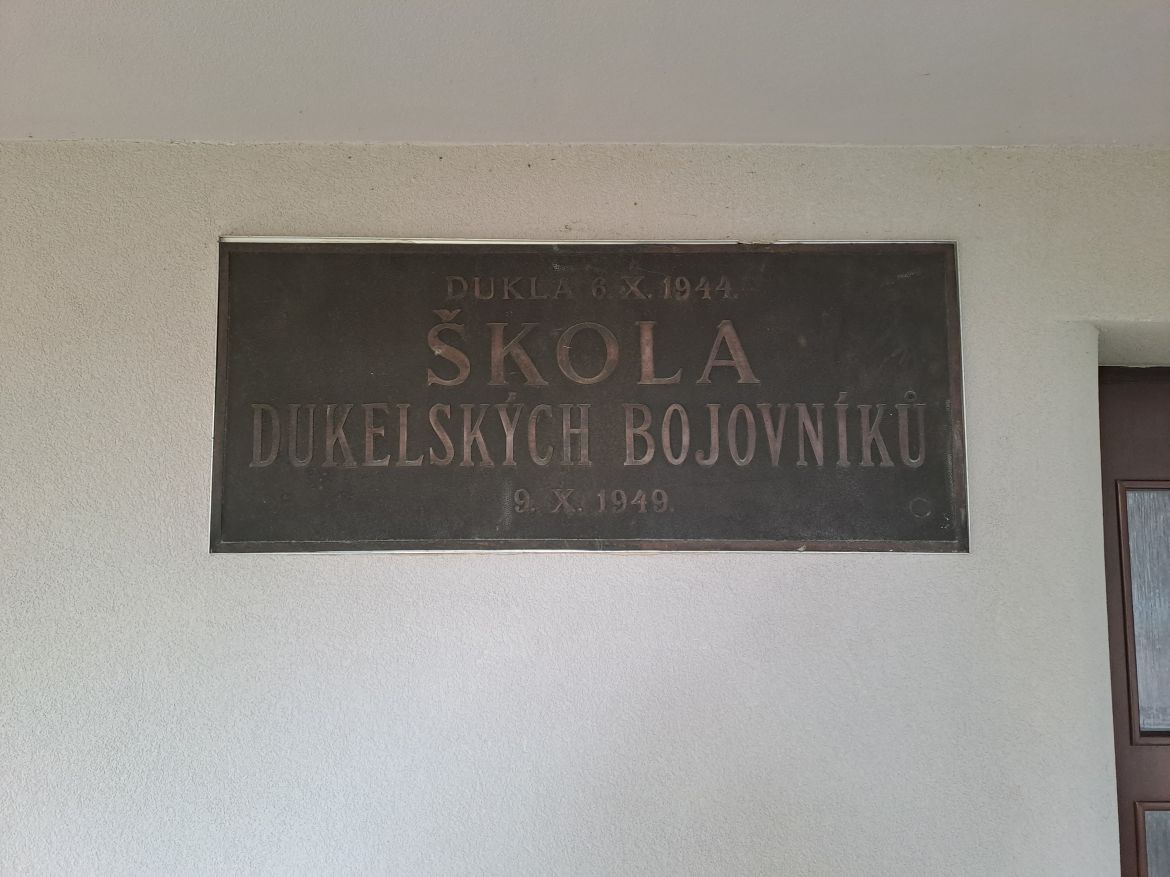 DUKLA 6. X. 1944.
ŠKOLA
DUKELSKÝCH BOJOVNÍKŮ
9. X. 1949.